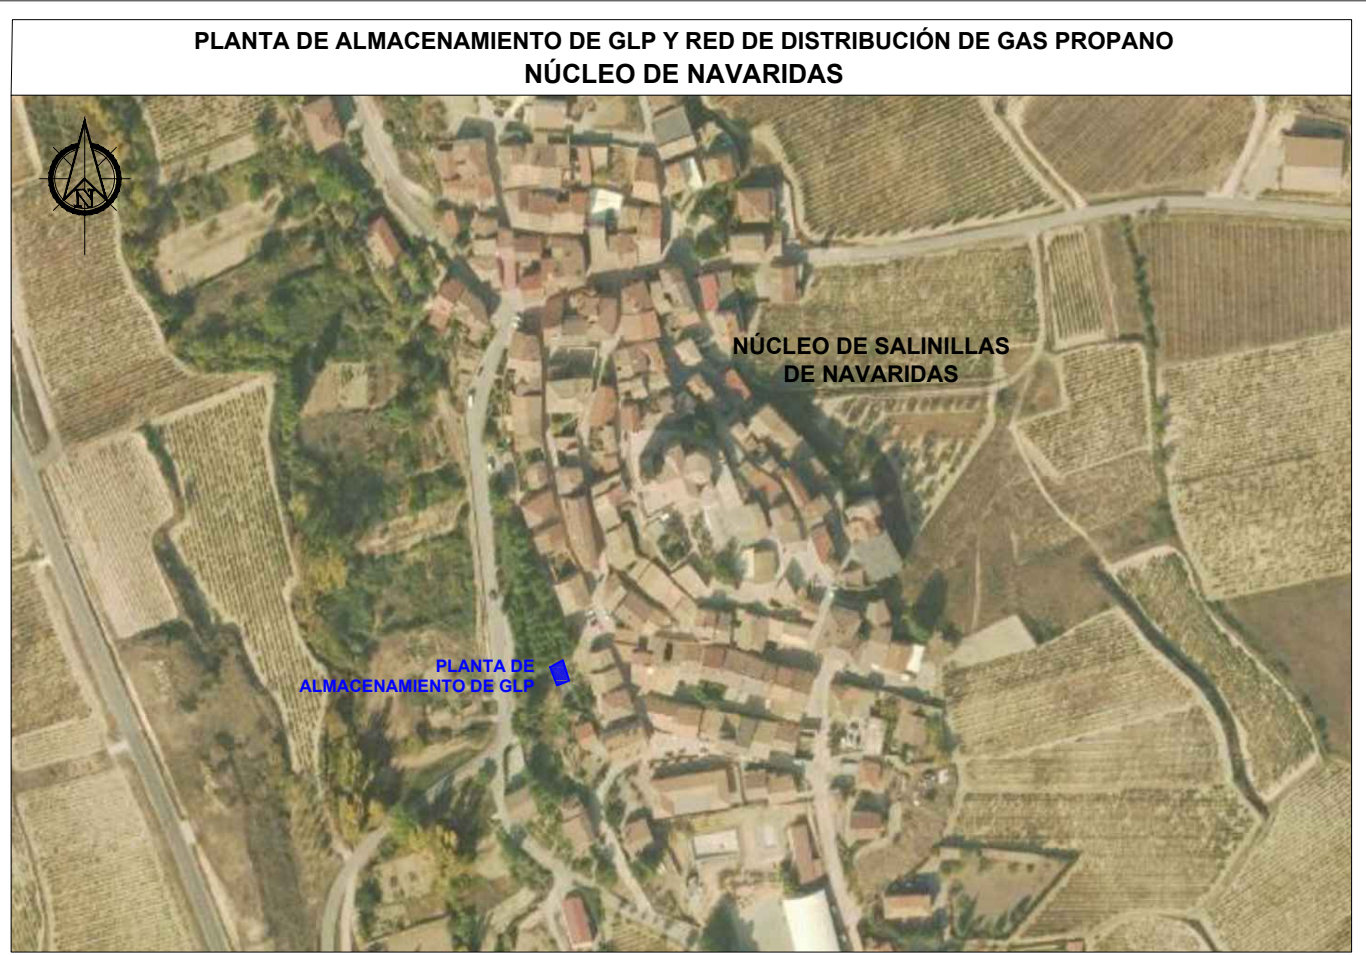 PLANTA DE ALMACENAMIENTO DE GLP Y RED DE DISTRIBUCIÓN DE GAS PROPANO
NÚCLEO DE NAVARIDAS
N
NÚCLEO DE SALINILLAS
DE NAVARIDAS
PLANTA DE
ALMACENAMIENTO DE GLP